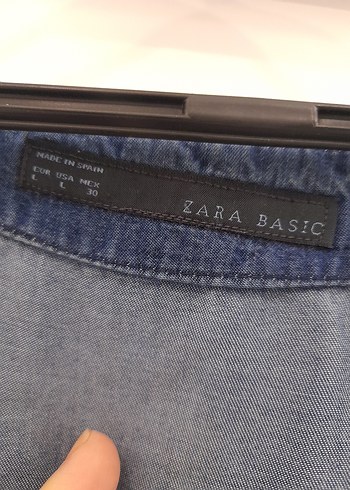 MADE IN SPAIN
EUR USA MEX
L L 30
ZARA BASIC